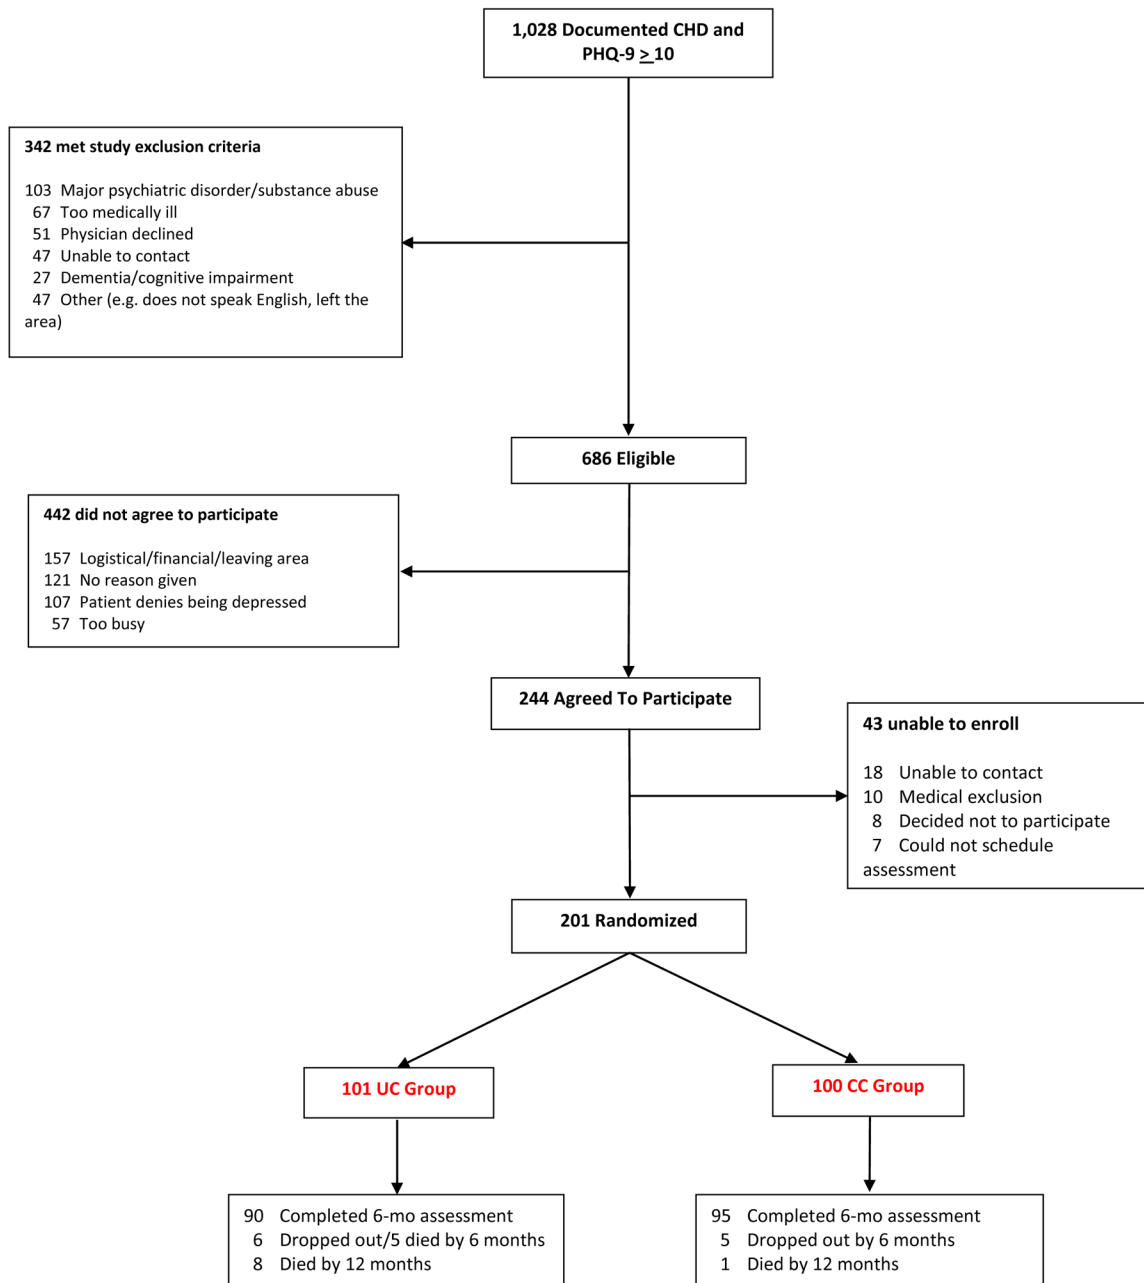 1,028 Documented CHD and
PHQ-9 > 10
342 met study exclusion criteria
103 Major psychiatric disorder/substance abuse
67 Too medically ill
51 Physician declined
47 Unable to contact
27 Dementia/cognitive impairment
47 Other (e.g. does not speak English, left the
area)
686 Eligible
442 did not agree to participate
157 Logistical/financial/leaving area
121 No reason given
107 Patient denies being depressed
57 Too busy
244 Agreed To Participate
43 unable to enroll
18 Unable to contact
10 Medical exclusion
8 Decided not to participate
7 Could not schedule
assessment
201 Randomized
101 UC Group
100 CC Group
90 Completed 6-mo assessment
6 Dropped out/5 died by 6 months
8 Died by 12 months
95 Completed 6-mo assessment
5 Dropped out by 6 months
1 Died by 12 months